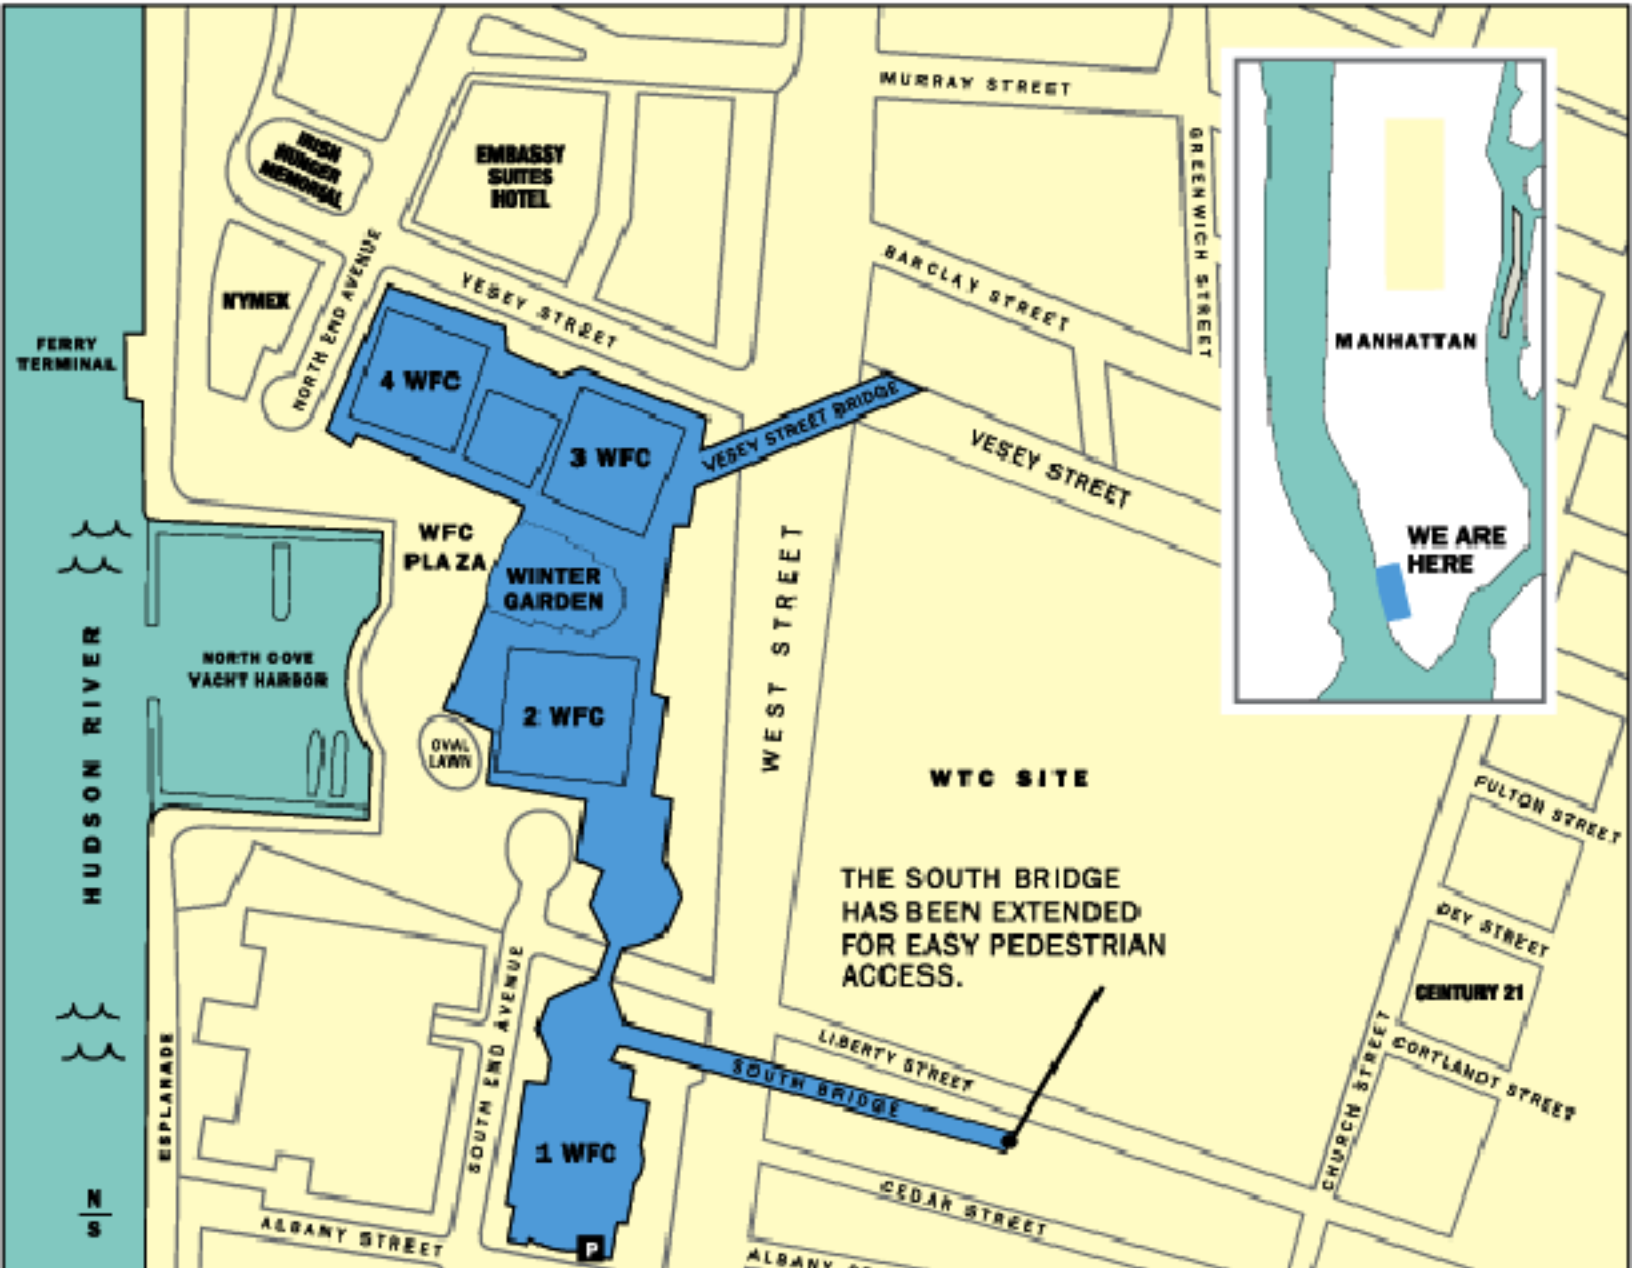 MURRAY STREET
GREENWICH STREET
IRISH
HUNGER
MEMORIAL
EMBASSY
SUITES
HOTEL
NORTH END AVENUE
NYMEX
VESEY STREET
BARCLAY STREET
FERRY
TERMINAL
4 WFC
3 WFC
VESEY STREET BRIDGE
VESEY STREET
MANHATTAN
WE ARE
HERE
WFC
PLAZA
WINTER
GARDEN
WEST STREET
HUDSON RIVER
NORTH COVE
YACHT HARBOR
2 WFC
OVAL
LAWN
WTC SITE
FULTON STREET
THE SOUTH BRIDGE
HAS BEEN EXTENDED
FOR EASY PEDESTRIAN
ACCESS.
DEY STREET
CENTURY 21
CORTLANDT STREET
CHURCH STREET
LIBERTY STREET
SOUTH BRIDGE
SOUTH END AVENUE
ESPLANADE
1 WFC
CEDAR STREET
N
S
ALBANY STREET
P
ALBANY S